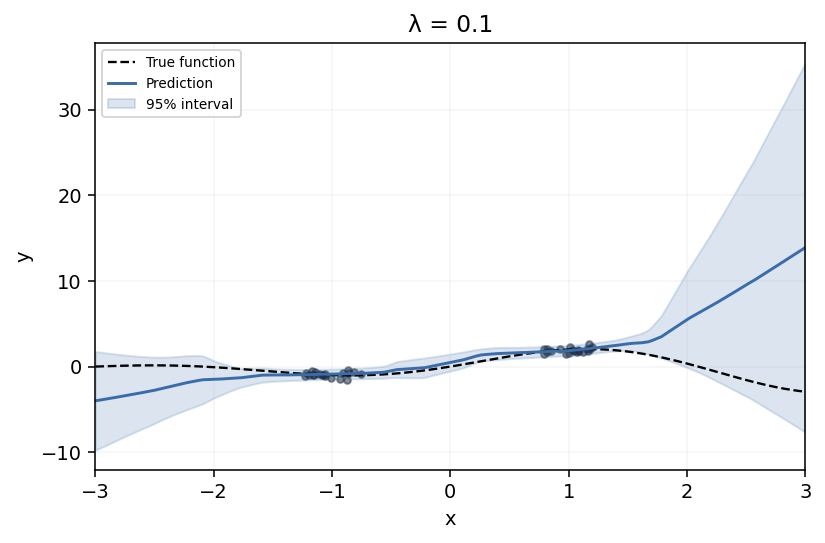 λ = 0.1
True function
Prediction
95% interval
30
20
10
0
−10
y
−3
−2
−1
0
1
2
3
x